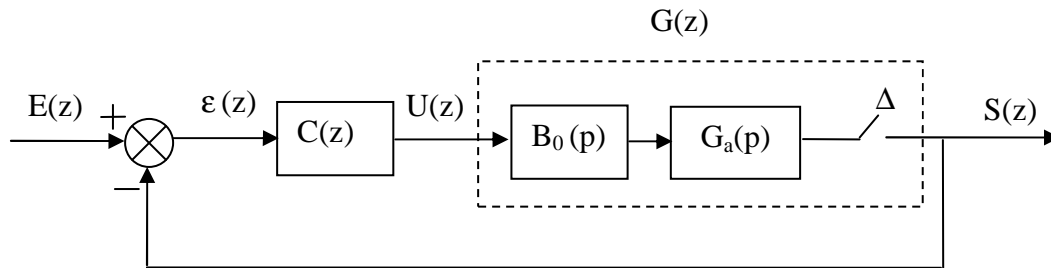 G(z)
E(z)
+
ε(z)
C(z)
U(z)
B₀(p)
Gₐ(p)
Δ
S(z)
−